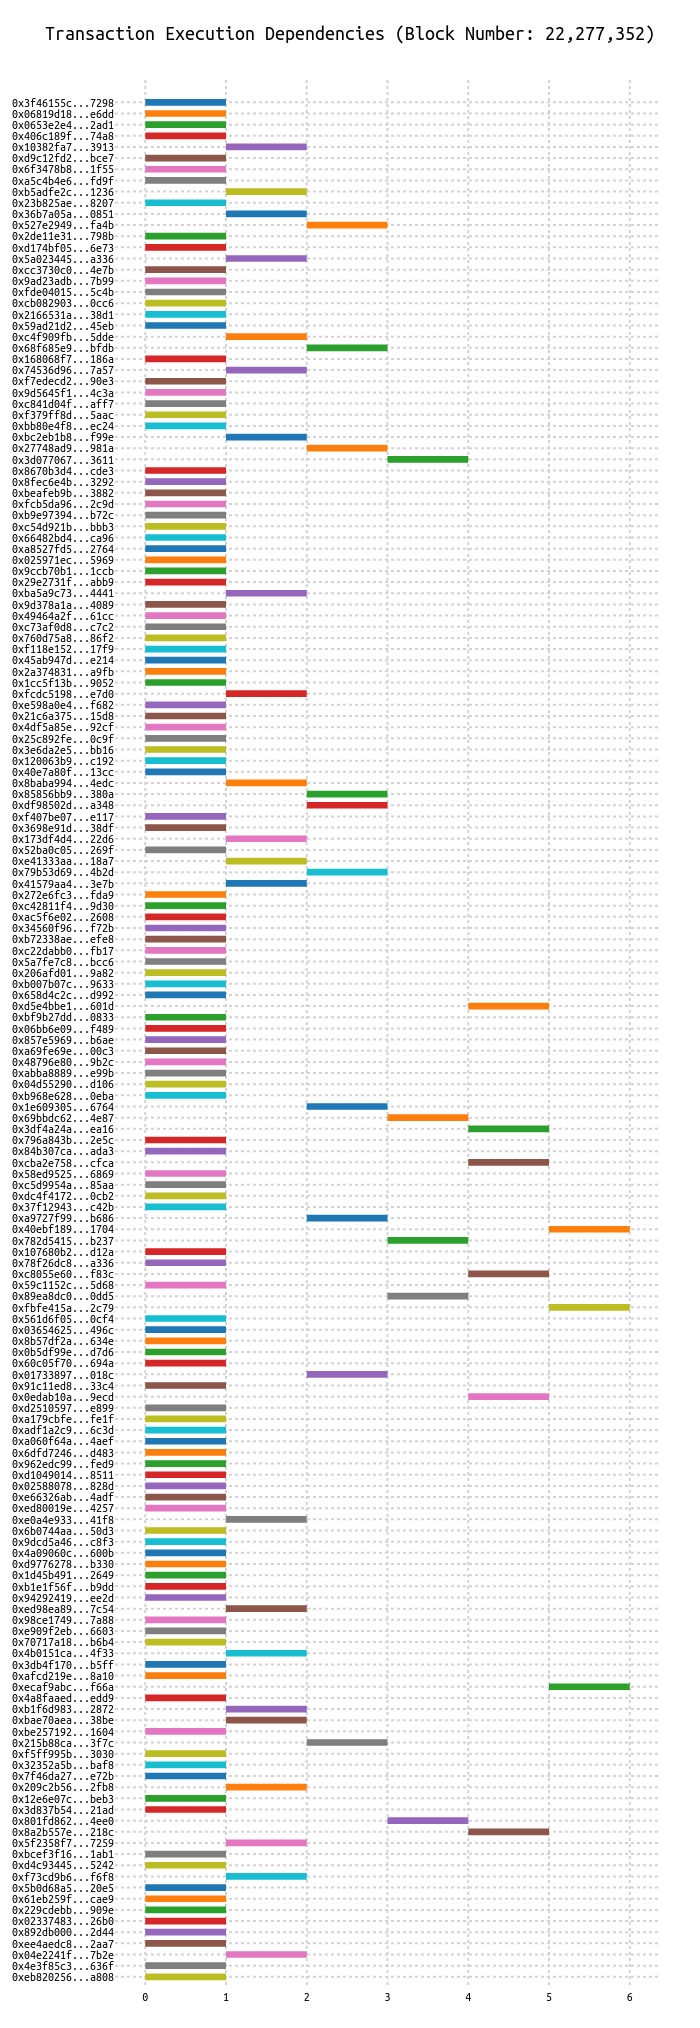 Transaction Execution Dependencies (Block Number: 22,277,352)
0x3f46155c...7298
0x06819d18...e6dd
0x0653e2e4...2ad1
0x406c189f...74a8
0x10382fa7...3913
0xd9c12fd2...bce7
0x6f3478b8...1f55
0xa5c4b4e6...fd9f
0xb5adfe2c...1236
0x23b825ae...8207
0x36b7a05a...0851
0x527e2949...fa4b
0x2de11e31...798b
0xd174bf05...6e73
0x5a023445...a336
0xcc3730c0...4e7b
0x9ad23adb...7b99
0xfde04015...5c4b
0xcb082903...0cc6
0x2166531a...38d1
0x59ad21d2...45eb
0xc4f909fb...5dde
0x68f685e9...bfdb
0x168068f7...186a
0x74536d96...7a57
0xf7edecd2...90e3
0x9d5645f1...4c3a
0xc841d04f...aff7
0xf379ff8d...5aac
0xbb80e4f8...ec24
0xbc2eb1b8...f99e
0x27748ad9...981a
0x3d077067...3611
0x8670b3d4...cde3
0x8fec6e4b...3292
0xbeafeb9b...3882
0xfcb5da96...2c9d
0xb9e97394...b72c
0xc54d921b...bbb3
0x66482bd4...ca96
0xa8527fd5...2764
0x025971ec...5969
0x9ccb70b1...1ccb
0x29e2731f...abb9
0xba5a9c73...4441
0x9d378a1a...4089
0x49464a2f...61cc
0xc73af0d8...c7c2
0x760d75a8...86f2
0xf118e152...17f9
0x45ab947d...e214
0x2a374831...a9fb
0x1cc5f13b...9052
0xfcdc5198...e7d0
0xe598a0e4...f682
0x21c6a375...15d8
0x4df5a85e...92cf
0x25c892fe...0c9f
0x3e6da2e5...bb16
0x120063b9...c192
0x40e7a80f...13cc
0x8baba994...4edc
0x85856bb9...380a
0xdf98502d...a348
0xf407be07...e117
0x3698e91d...38df
0x173df4d4...22d6
0x52ba0c05...269f
0xe41333aa...18a7
0x79b53d69...4b2d
0x41579aa4...3e7b
0x272e6fc3...fda9
0xc42811f4...9d30
0xac5f6e02...2608
0x34560f96...f72b
0xb72338ae...efe8
0xc22dabb0...fb17
0x5a7fe7c8...bcc6
0x206afd01...9a82
0xb007b07c...9633
0x658d4c2c...d992
0xd5e4bbe1...601d
0xbf9b27dd...0833
0x06bb6e09...f489
0x857e5969...b6ae
0xa69fe69e...00c3
0x48796e80...9b2c
0xabba8889...e99b
0x04d55290...d106
0xb968e628...0eba
0x1e609305...6764
0x69bbdc62...4e87
0x3df4a24a...ea16
0x796a843b...2e5c
0x84b307ca...ada3
0xcba2e758...cfca
0x58ed9525...6869
0xc5d9954a...85aa
0xdc4f4172...0cb2
0x37f12943...c42b
0xa9727f99...b686
0x40ebf189...1704
0x782d5415...b237
0x107680b2...d12a
0x78f26dc8...a336
0xc8055e60...f83c
0x59c1152c...5d68
0x89ea8dc0...0dd5
0xfbfe415a...2c79
0x561d6f05...0cf4
0x03654625...496c
0x8b57df2a...634e
0x0b5df99e...d7d6
0x60c05f70...694a
0x01733897...018c
0x91c11ed8...33c4
0x0edab10a...9ecd
0xd2510597...e899
0xa179cbfe...fe1f
0xadf1a2c9...6c3d
0xa060f64a...4aef
0x6dfd7246...d483
0x962edc99...fed9
0xd1049014...8511
0x02588078...828d
0xe66326ab...4adf
0xed80019e...4257
0xe0a4e933...41f8
0x6b0744aa...50d3
0x9dcd5a46...c8f3
0x4a09060c...600b
0xd9776278...b330
0x1d45b491...2649
0xb1e1f56f...b9dd
0x94292419...ee2d
0xed98ea89...7c54
0x98ce1749...7a88
0xe909f2eb...6603
0x70717a18...b6b4
0x4b0151ca...4f33
0x3db4f170...b5ff
0xafcd219e...8a10
0xecaf9abc...f66a
0x4a8faaed...edd9
0xb1f6d983...2872
0xbae70aea...38be
0xbe257192...1604
0x215b88ca...3f7c
0xf5ff995b...3030
0x32352a5b...baf8
0x7f46da27...e72b
0x209c2b56...2fb8
0x12e6e07c...beb3
0x3d837b54...21ad
0x801fd862...4ee0
0x8a2b557e...218c
0x5f2358f7...7259
0xbcef3f16...1ab1
0xd4c93445...5242
0xf73cd9b6...f6f8
0x5b0d68a5...20e5
0x61eb259f...cae9
0x229cdebb...909e
0x02337483...26b0
0x892db000...2d44
0xee4aedc8...2aa7
0x04e2241f...7b2e
0x4e3f85c3...636f
0xeb820256...a808
0 1 2 3 4 5 6